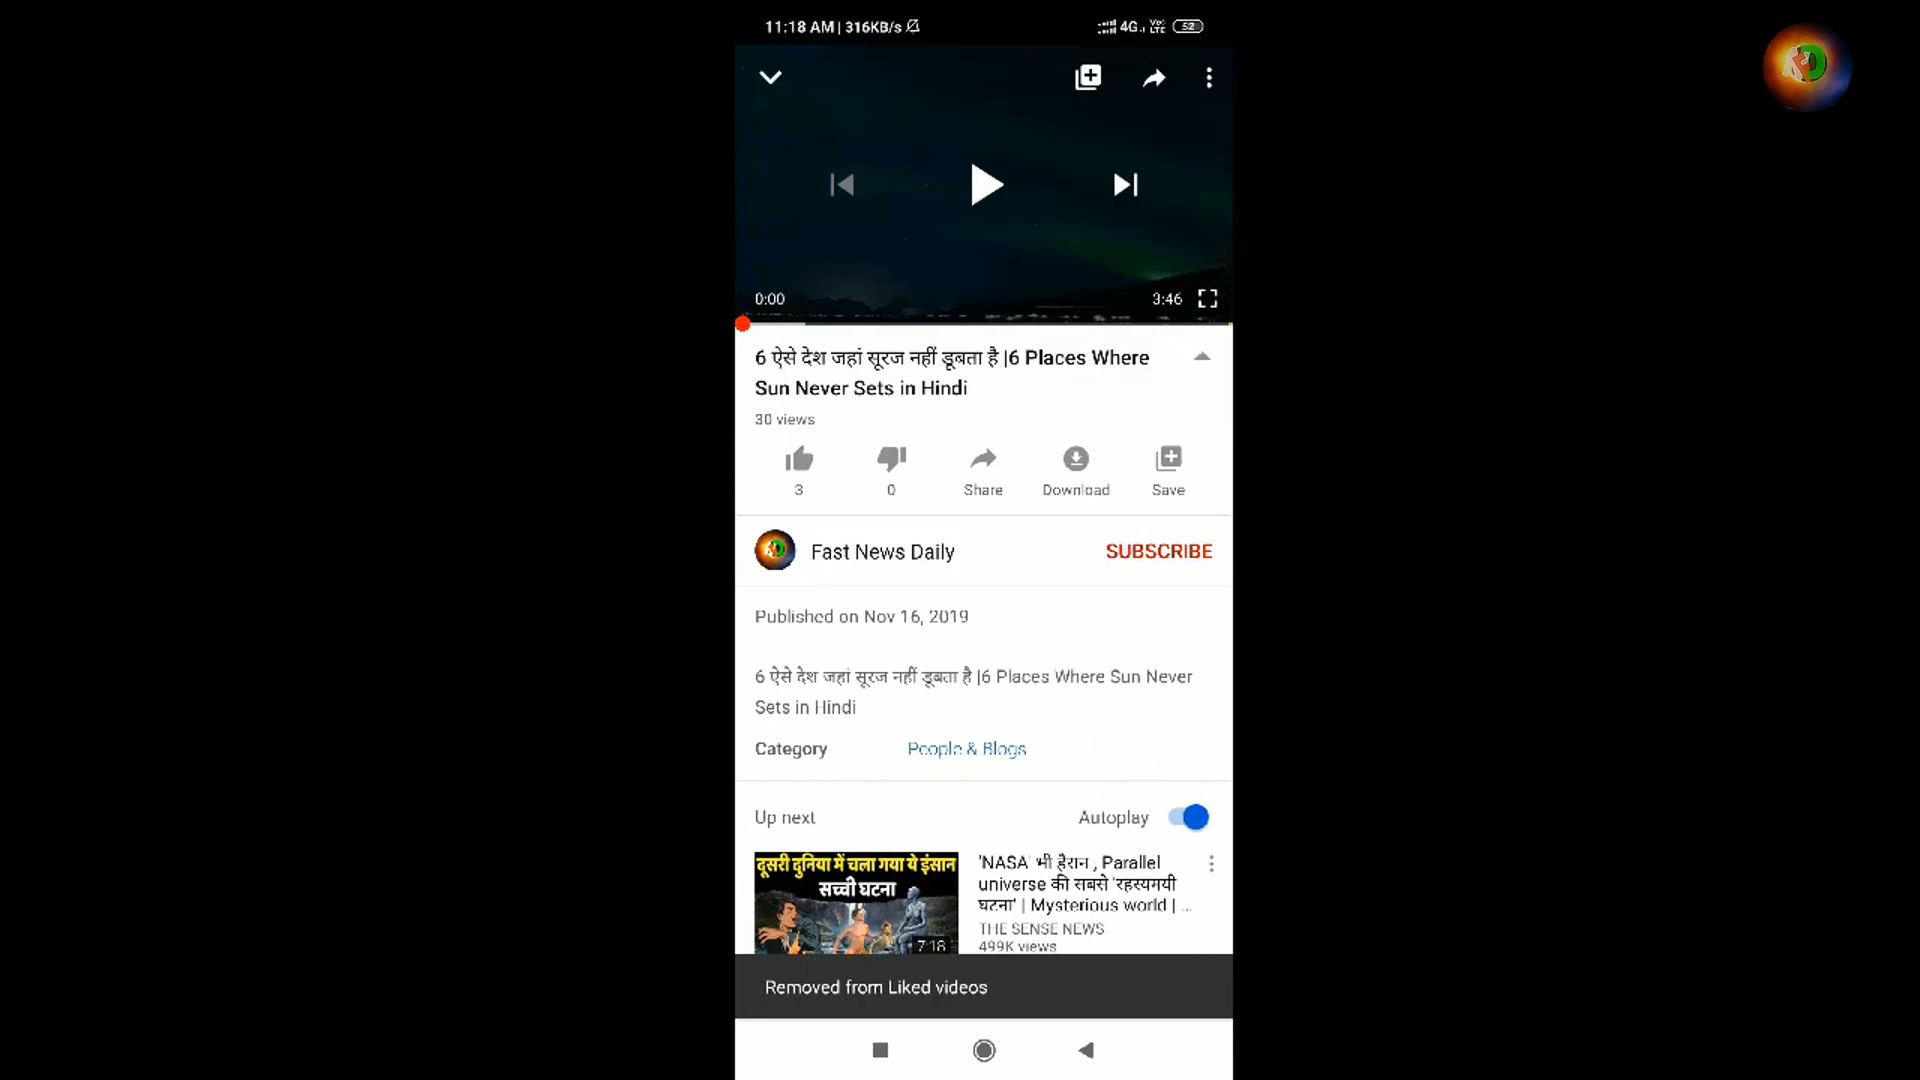 11:18 AM | 316KB/s 4G Vo LTE 52
0:00 3:46
6 ऐसे देश जहां सूरज नहीं डूबता है |6 Places Where
Sun Never Sets in Hindi
30 views
3 0 Share Download Save
Fast News Daily SUBSCRIBE
Published on Nov 16, 2019
6 ऐसे देश जहां सूरज नहीं डूबता है |6 Places Where Sun Never
Sets in Hindi
Category People & Blogs
Up next Autoplay
दूसरी दुनिया में चला गया ये इंसान
सच्ची घटना
7:18
'NASA' भी हैरान , Parallel
universe की सबसे 'रहस्यमयी
घटना' | Mysterious world | ...
THE SENSE NEWS
499K views
Removed from Liked videos